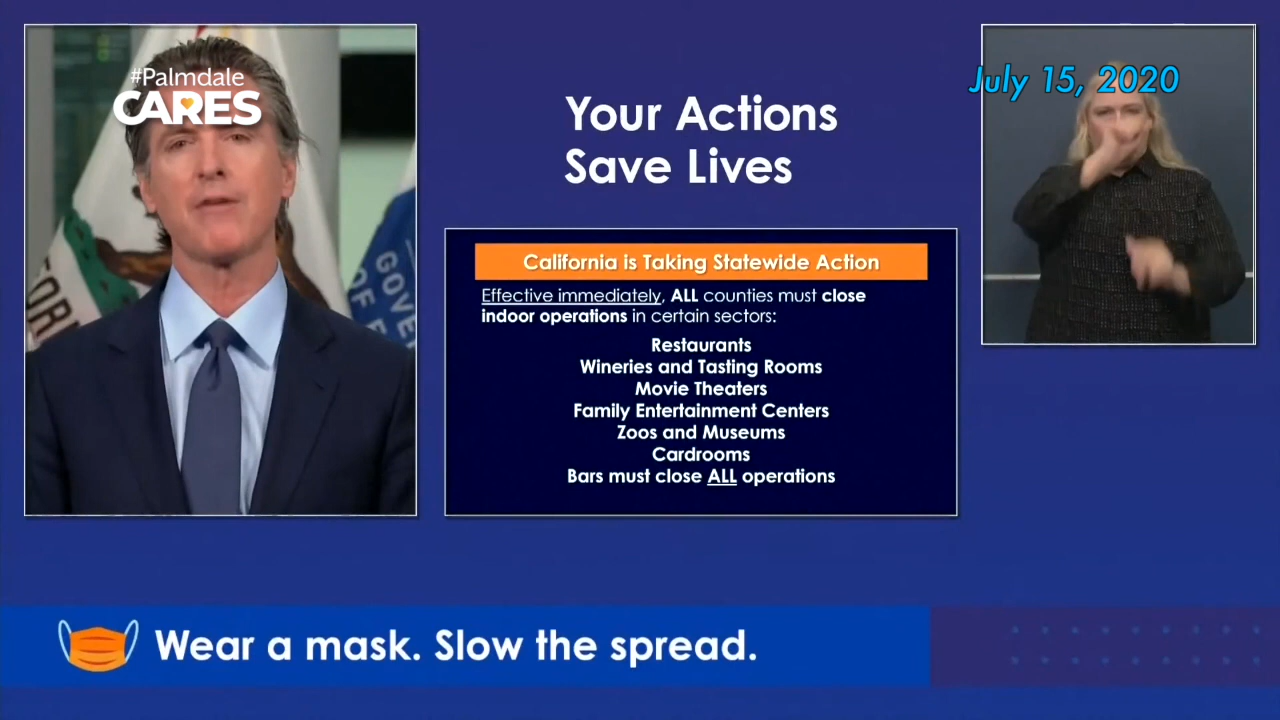 #Palmdale
CARES
July 15, 2020
Your Actions
Save Lives
California is Taking Statewide Action
Effective immediately, ALL counties must close
indoor operations in certain sectors:
Restaurants
Wineries and Tasting Rooms
Movie Theaters
Family Entertainment Centers
Zoos and Museums
Cardrooms
Bars must close ALL operations
Wear a mask. Slow the spread.